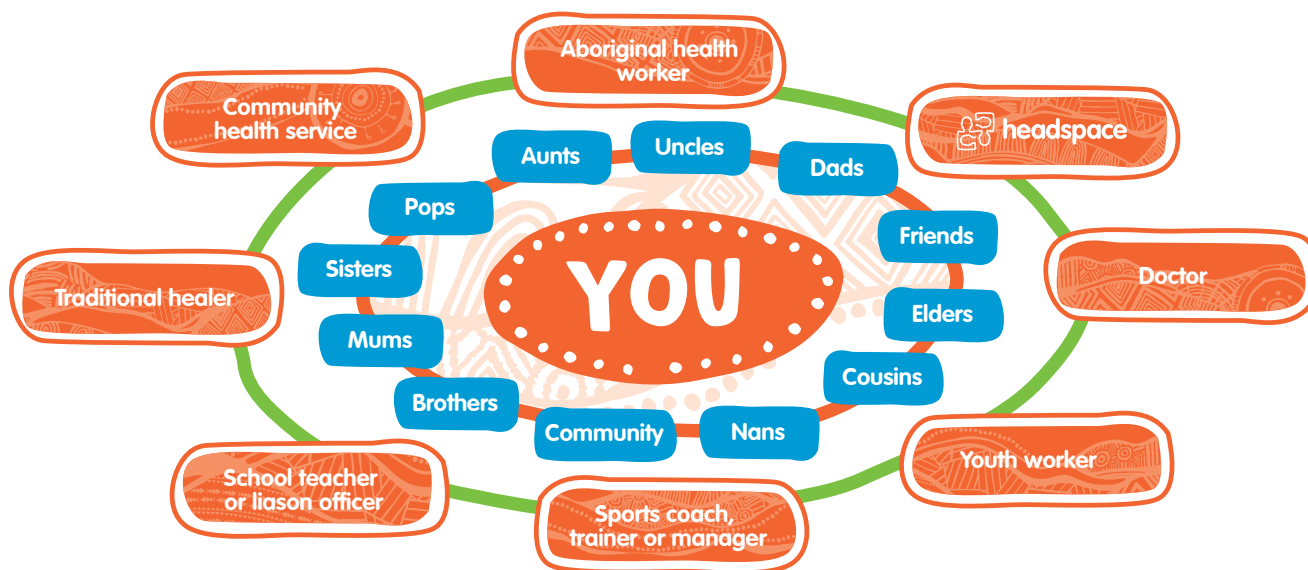 Aboriginal health
worker
Community
health service
headspace
Uncles
Aunts
Dads
Pops
Friends
Sisters
YOU
Traditional healer
Doctor
Elders
Mums
Cousins
Brothers
Community
Nans
Youth worker
School teacher
or liason officer
Sports coach,
trainer or manager